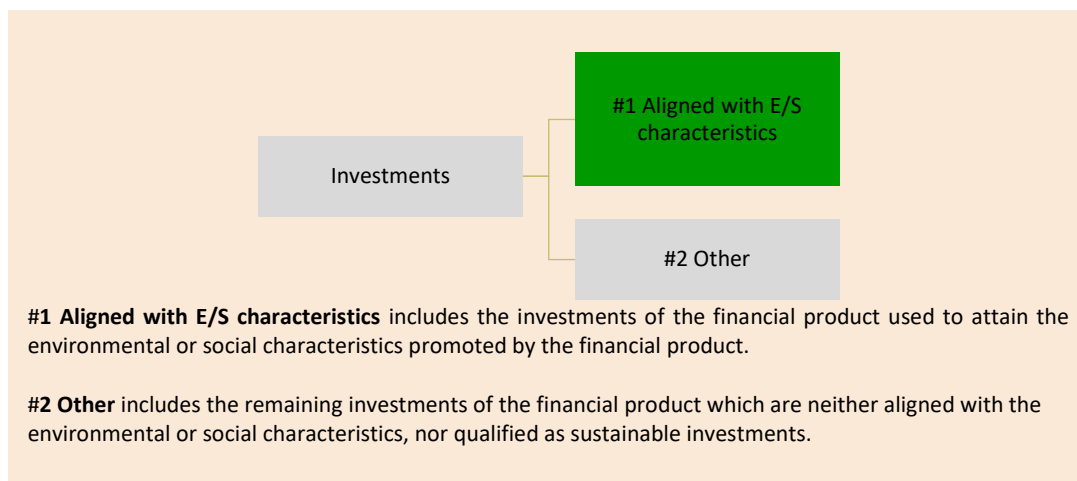 #1 Aligned with E/S
characteristics
Investments
#2 Other
#1 Aligned with E/S characteristics includes the investments of the financial product used to attain the
environmental or social characteristics promoted by the financial product.
#2 Other includes the remaining investments of the financial product which are neither aligned with the
environmental or social characteristics, nor qualified as sustainable investments.